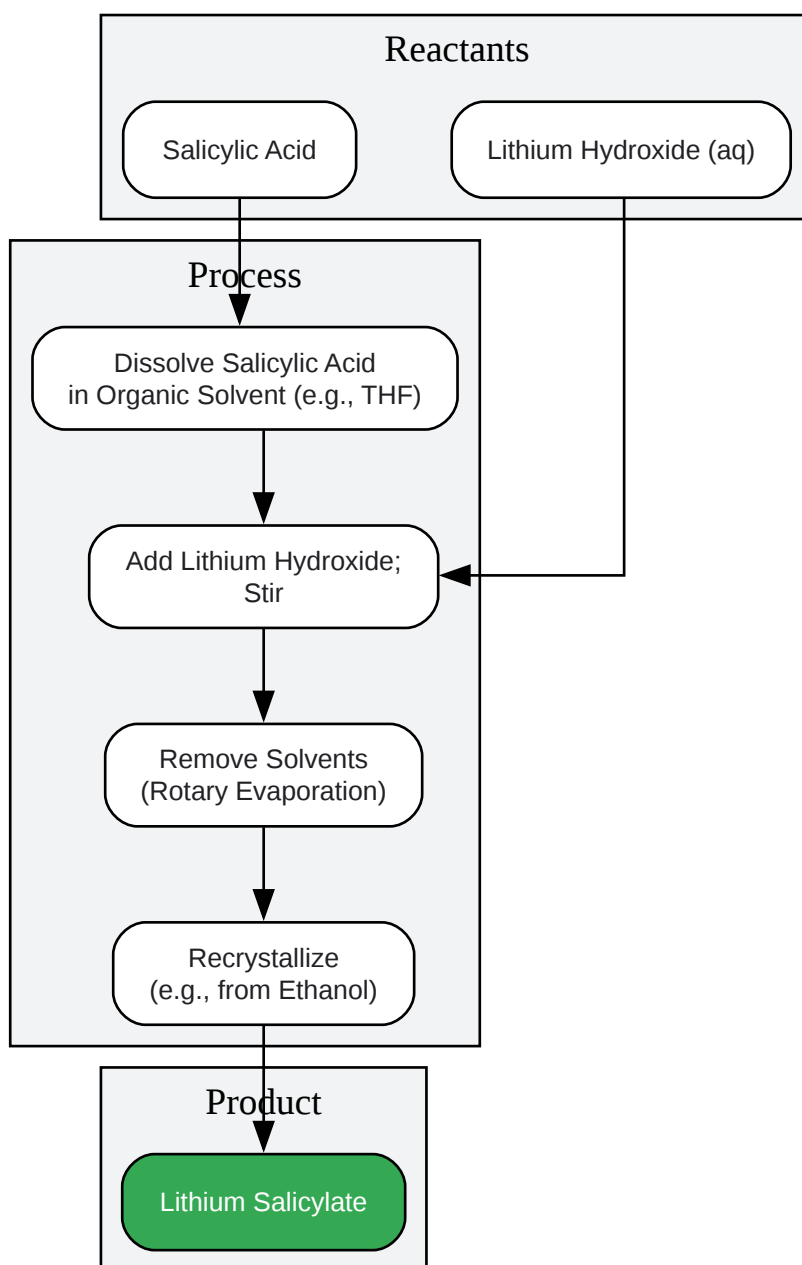 Reactants
Salicylic Acid
Lithium Hydroxide (aq)
Process
Dissolve Salicylic Acid
in Organic Solvent (e.g., THF)
Add Lithium Hydroxide;
Stir
Remove Solvents
(Rotary Evaporation)
Recrystallize
(e.g., from Ethanol)
Product
Lithium Salicylate